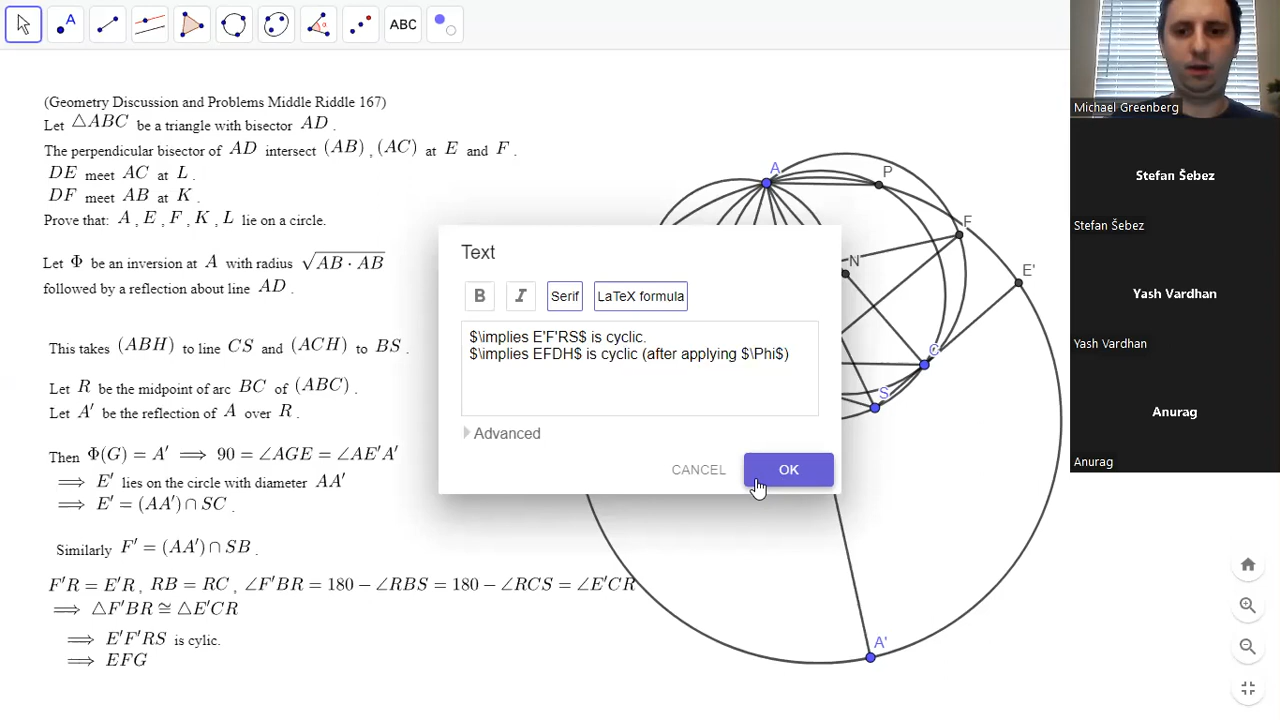 ABC
(Geometry Discussion and Problems Middle Riddle 167)
Let △ABC be a triangle with bisector AD .
The perpendicular bisector of AD intersect (AB) , (AC) at E and F .
DE meet AC at L .
DF meet AB at K .
Prove that: A , E , F , K , L lie on a circle.
Let Φ be an inversion at A with radius √AB · AB
followed by a reflection about line AD .
This takes (ABH) to line CS and (ACH) to BS .
Let R be the midpoint of arc BC of (ABC) .
Let A′ be the reflection of A over R .
Then Φ(G) = A′ ⟹ 90 = ∠AGE = ∠AE′A′
⟹ E′ lies on the circle with diameter AA′
⟹ E′ = (AA′) ∩ SC .
Similarly F′ = (AA′) ∩ SB .
F′R = E′R , RB = RC , ∠F′BR = 180 − ∠RBS = 180 − ∠RCS = ∠E′CR
⟹ △F′BR ≅ △E′CR
⟹ E′F′RS is cylic.
⟹ EFG
Text
B
I
Serif
LaTeX formula
$\implies E'F'RS$ is cyclic.
$\implies EFDH$ is cyclic (after applying $\Phi$)
Advanced
CANCEL
OK
A
P
F
N
E'
C
S
A'
Michael Greenberg
Stefan Šebez
Stefan Šebez
Yash Vardhan
Yash Vardhan
Anurag
Anurag